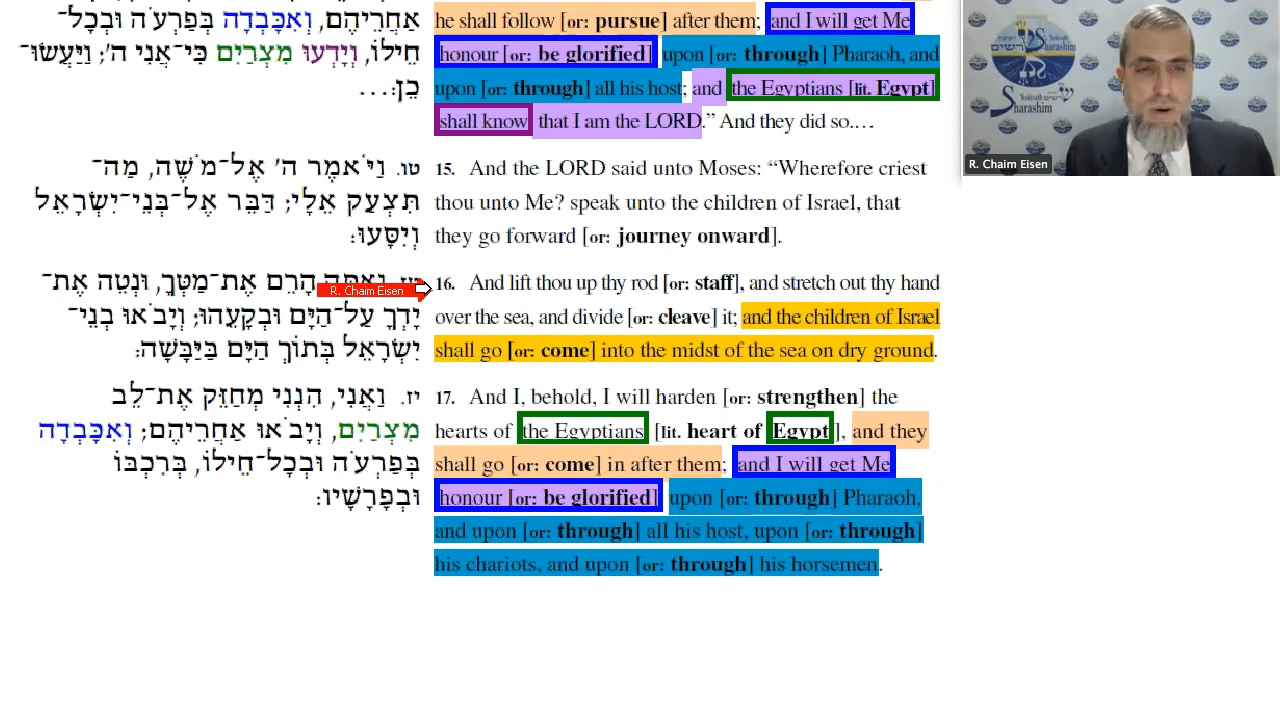 אַחֲרֵיהֶם, וְאִכָּבְדָה בְּפַרְעֹה וּבְכָל־
חֵילוֹ, וְיָדְעוּ מִצְרַיִם כִּי־אֲנִי ה'; וַיַּעֲשׂוּ־
כֵן:...
he shall follow [or: pursue] after them; and I will get Me
honour [or: be glorified] upon [or: through] Pharaoh, and
upon [or: through] all his host; and the Egyptians [lit. Egypt]
shall know that I am the LORD.” And they did so.…
טו. וַיֹּאמֶר ה' אֶל־מֹשֶׁה, מַה־
תִּצְעַק אֵלָי; דַּבֵּר אֶל־בְּנֵי־יִשְׂרָאֵל
וְיִסָּעוּ:
15. And the LORD said unto Moses: “Wherefore criest
thou unto Me? speak unto the children of Israel, that
they go forward [or: journey onward].
הָרֵם אֶת־מַטְּךָ, וּנְטֵה אֶת־
יָדְךָ עַל־הַיָּם וּבְקָעֵהוּ; וְיָבֹאוּ בְנֵי־
יִשְׂרָאֵל בְּתוֹךְ הַיָּם בַּיַּבָּשָׁה:
R. Chaim Eisen
16. And lift thou up thy rod [or: staff], and stretch out thy hand
over the sea, and divide [or: cleave] it; and the children of Israel
shall go [or: come] into the midst of the sea on dry ground.
יז. וַאֲנִי, הִנְנִי מְחַזֵּק אֶת־לֵב
מִצְרַיִם, וְיָבֹאוּ אַחֲרֵיהֶם; וְאִכָּבְדָה
בְּפַרְעֹה וּבְכָל־חֵילוֹ, בְּרִכְבּוֹ
וּבְפָרָשָׁיו:
17. And I, behold, I will harden [or: strengthen] the
hearts of the Egyptians [lit. heart of Egypt], and they
shall go [or: come] in after them; and I will get Me
honour [or: be glorified] upon [or: through] Pharaoh,
and upon [or: through] all his host, upon [or: through]
his chariots, and upon [or: through] his horsemen.
Sharashim
R. Chaim Eisen